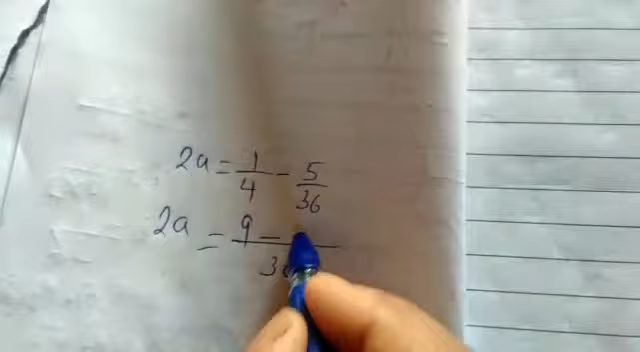 2a = 1/4 - 5/36
2a = 9 -